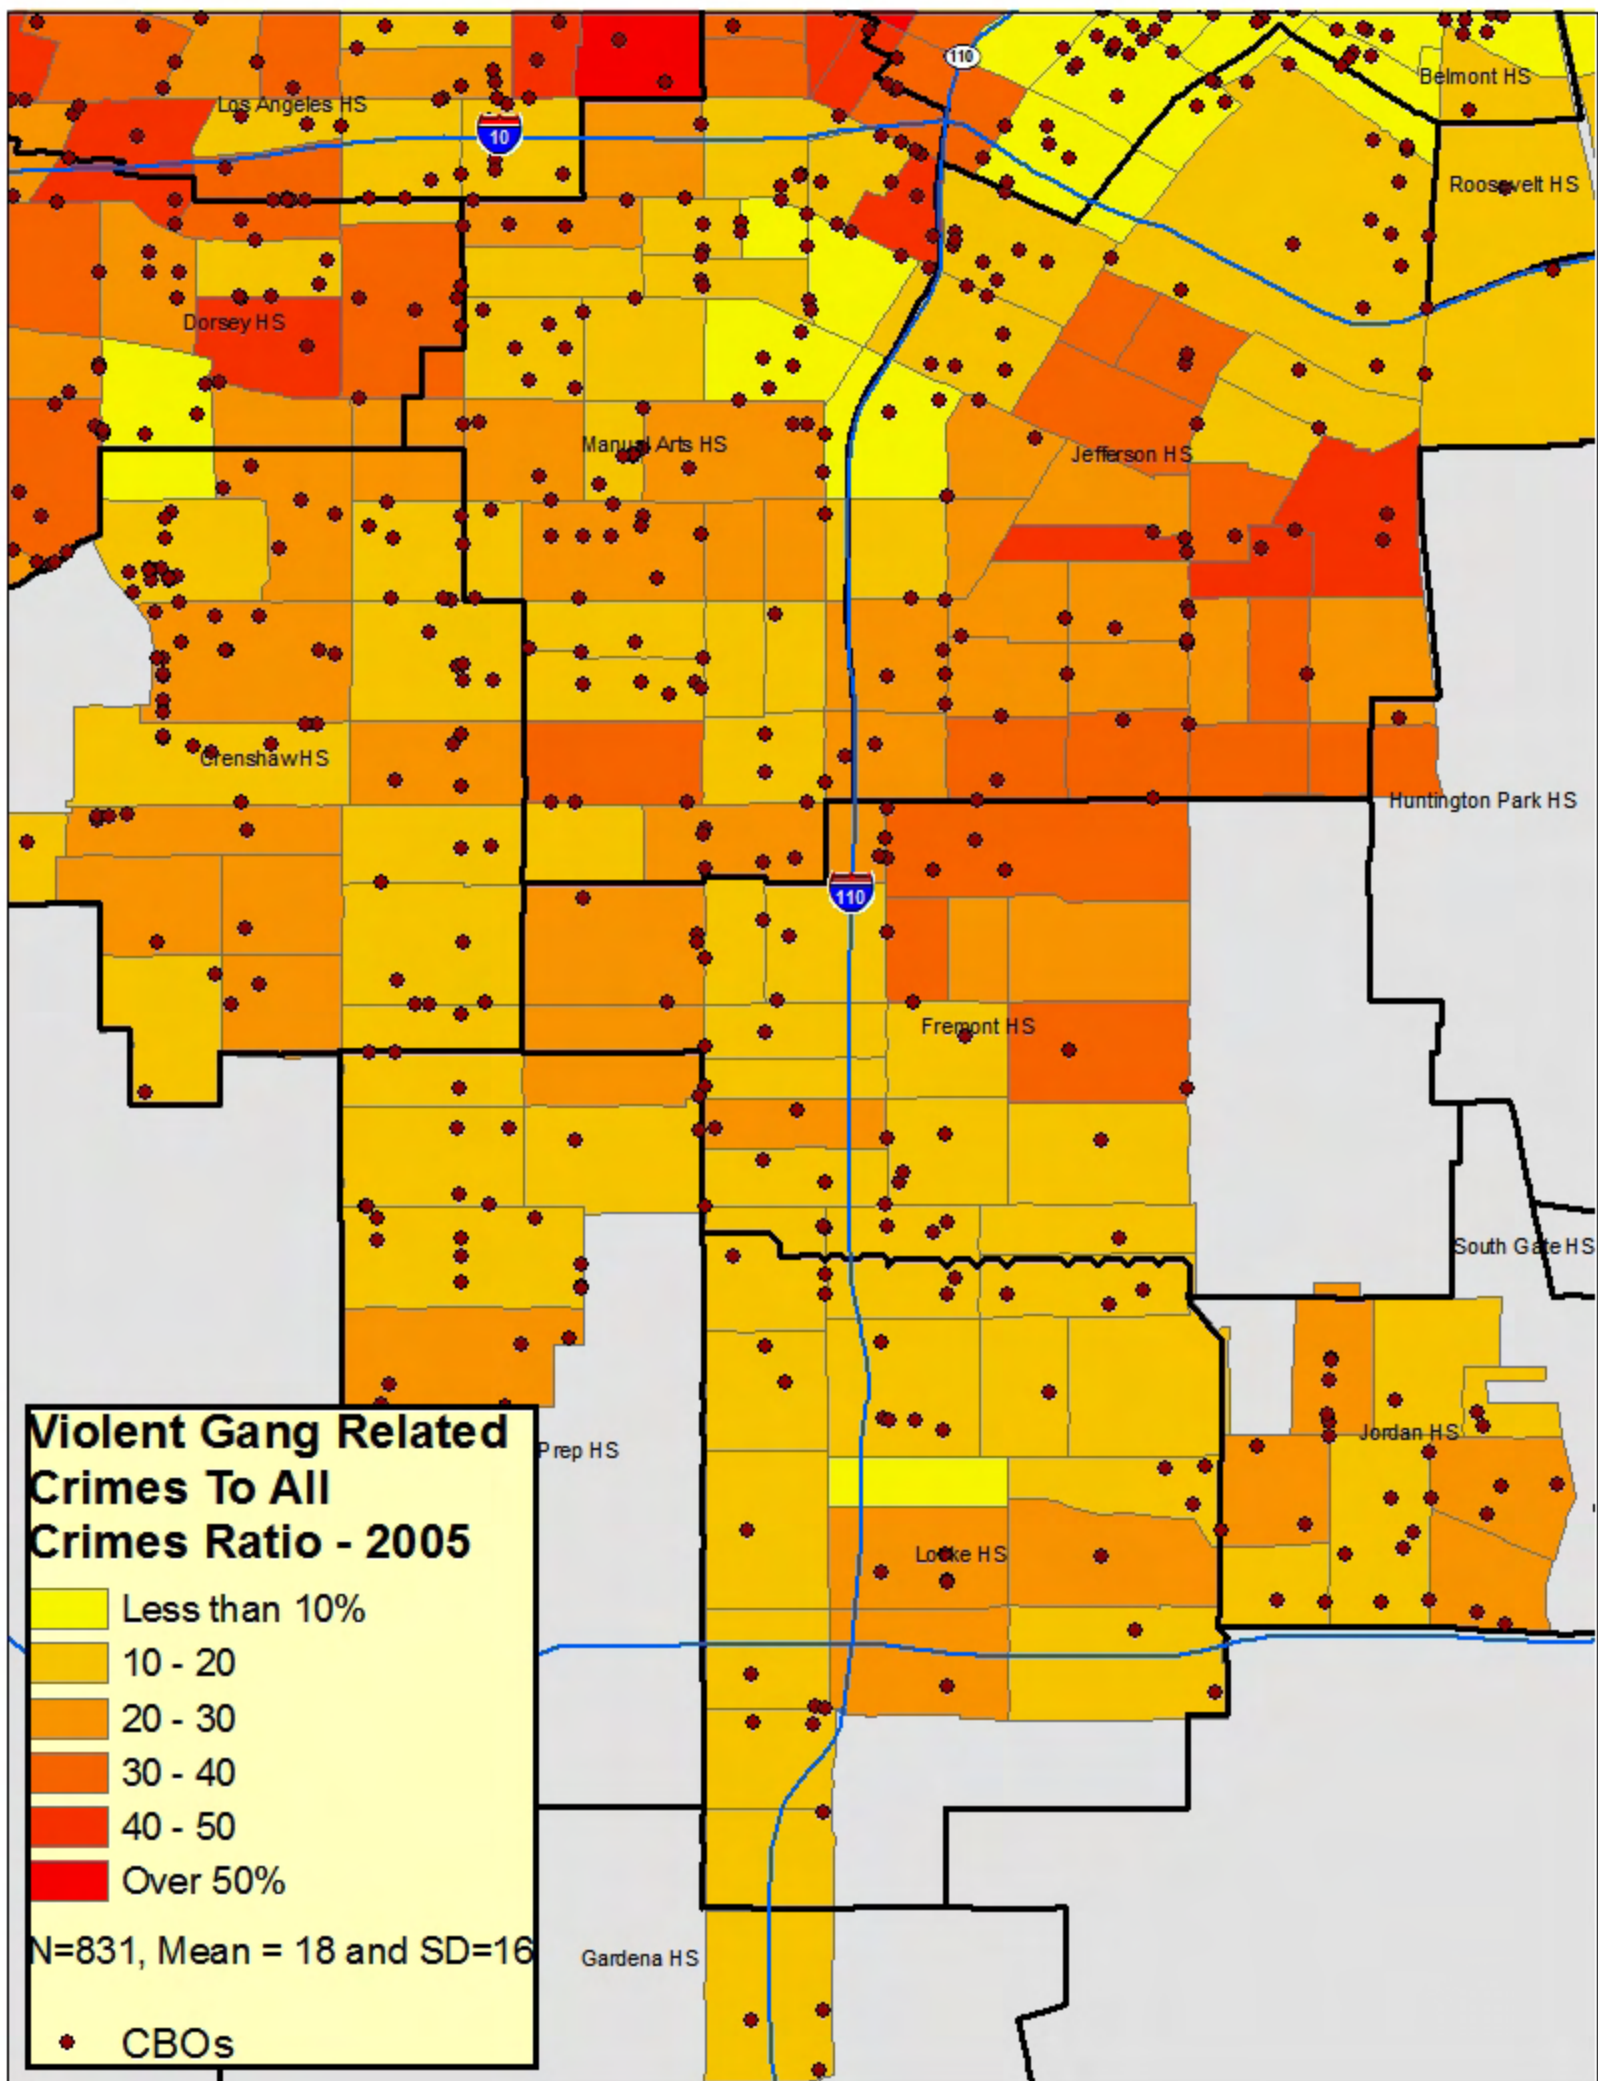 110
Belmont HS
Los Angeles HS
10
Roosevelt HS
Dorsey HS
Manual Arts HS
Jefferson HS
Crenshaw HS
Huntington Park HS
110
Fremont HS
South Gate HS
Jordan HS
Prep HS
Locke HS
Gardena HS
Violent Gang Related
Crimes To All
Crimes Ratio - 2005
Less than 10%
10 - 20
20 - 30
30 - 40
40 - 50
Over 50%
N=831, Mean = 18 and SD=16
CBOs